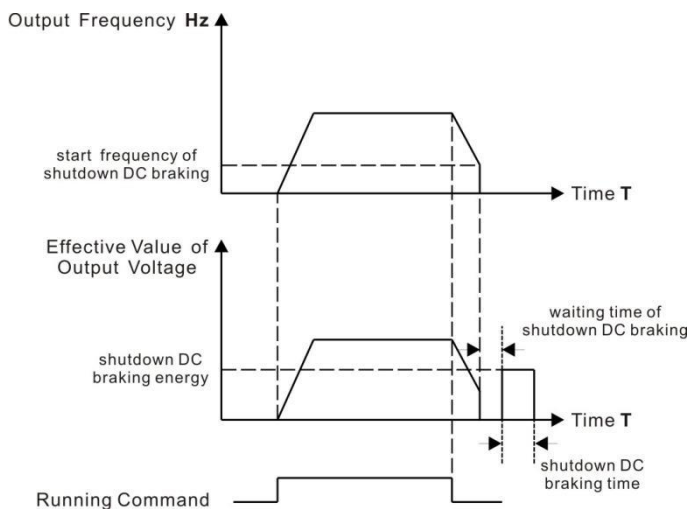 Output Frequency Hz
start frequency of
shutdown DC braking
Time T
Effective Value of
Output Voltage
waiting time of
shutdown DC braking
shutdown DC
braking energy
Time T
shutdown DC
braking time
Running Command